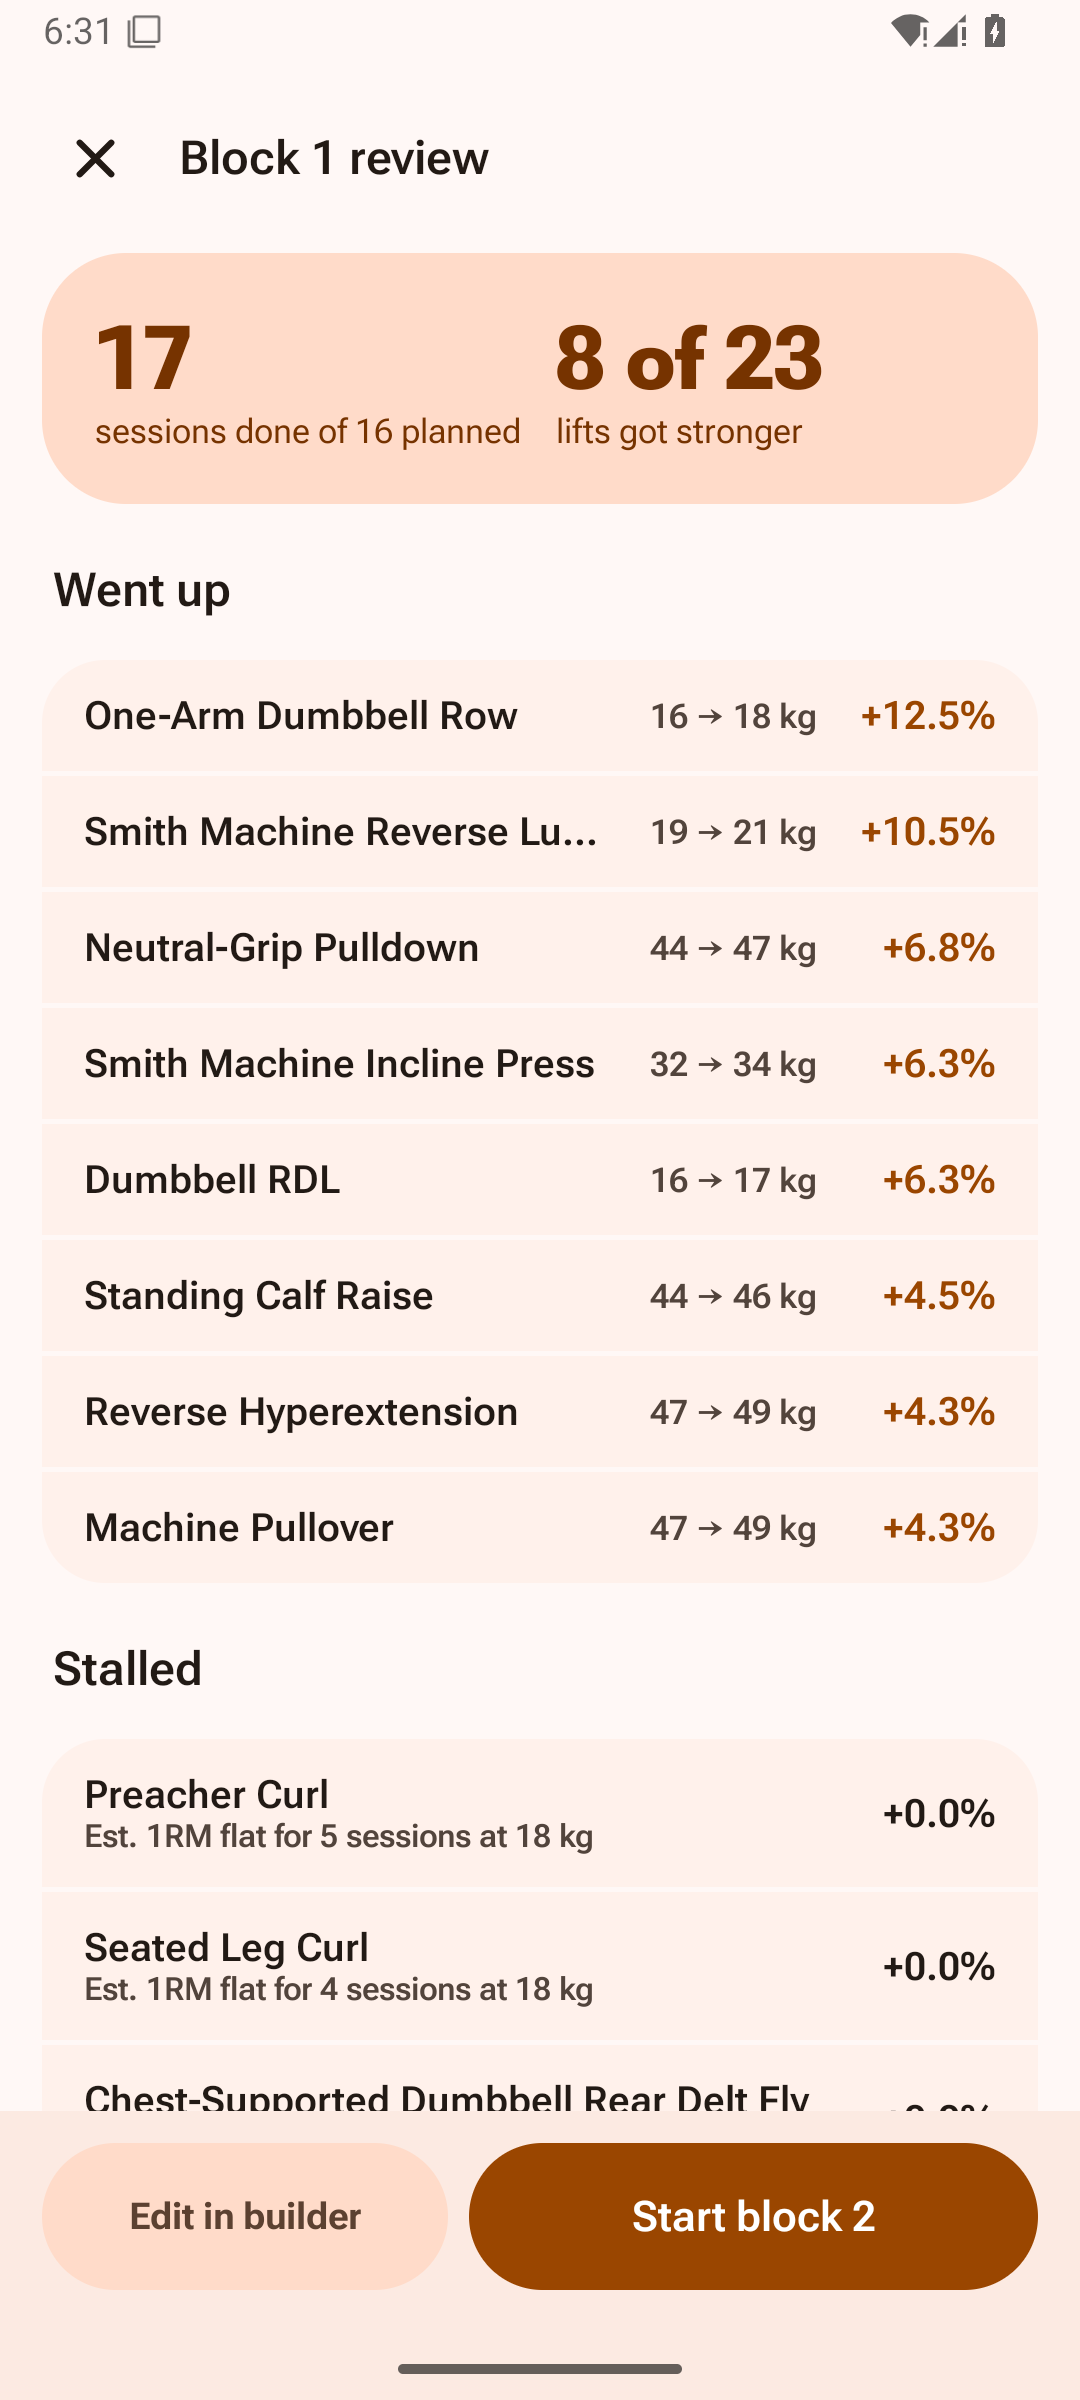 6:31
Block 1 review
17
sessions done of 16 planned
8 of 23
lifts got stronger
Went up
One-Arm Dumbbell Row 16 → 18 kg +12.5%
Smith Machine Reverse Lu... 19 → 21 kg +10.5%
Neutral-Grip Pulldown 44 → 47 kg +6.8%
Smith Machine Incline Press 32 → 34 kg +6.3%
Dumbbell RDL 16 → 17 kg +6.3%
Standing Calf Raise 44 → 46 kg +4.5%
Reverse Hyperextension 47 → 49 kg +4.3%
Machine Pullover 47 → 49 kg +4.3%
Stalled
Preacher Curl
Est. 1RM flat for 5 sessions at 18 kg
+0.0%
Seated Leg Curl
Est. 1RM flat for 4 sessions at 18 kg
+0.0%
Chest-Supported Dumbbell Rear Delt Fly
Edit in builder
Start block 2